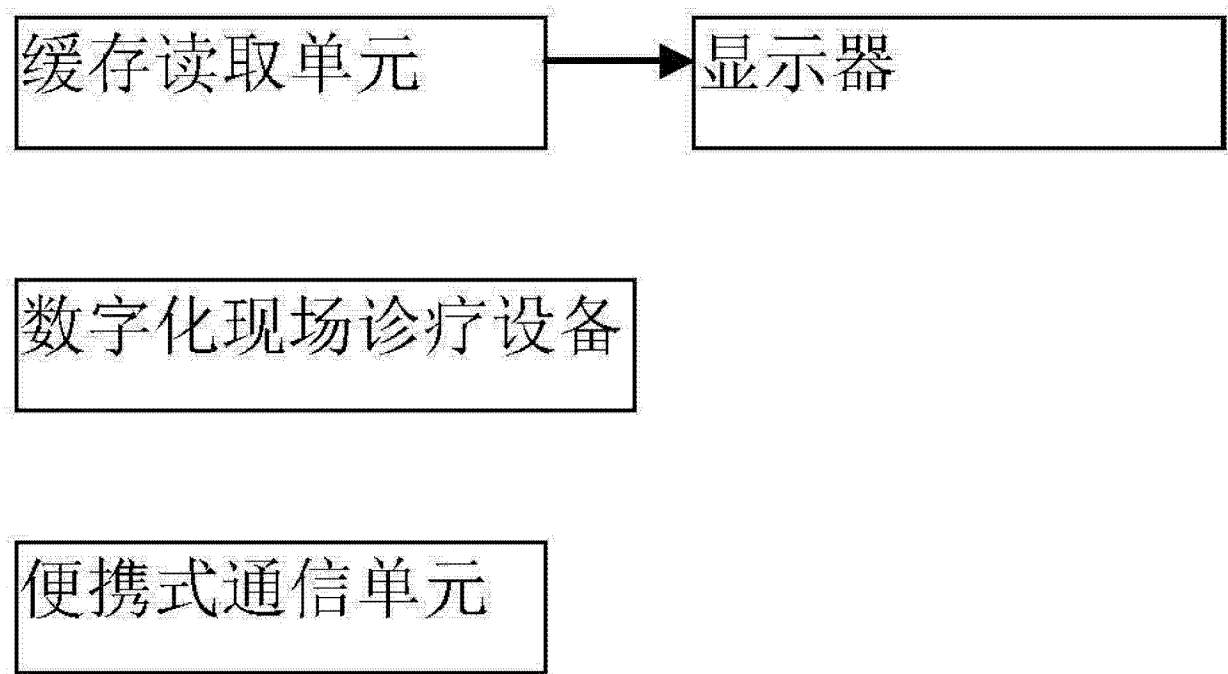 缓存读取单元
显示器
数字化现场诊疗设备
便携式通信单元